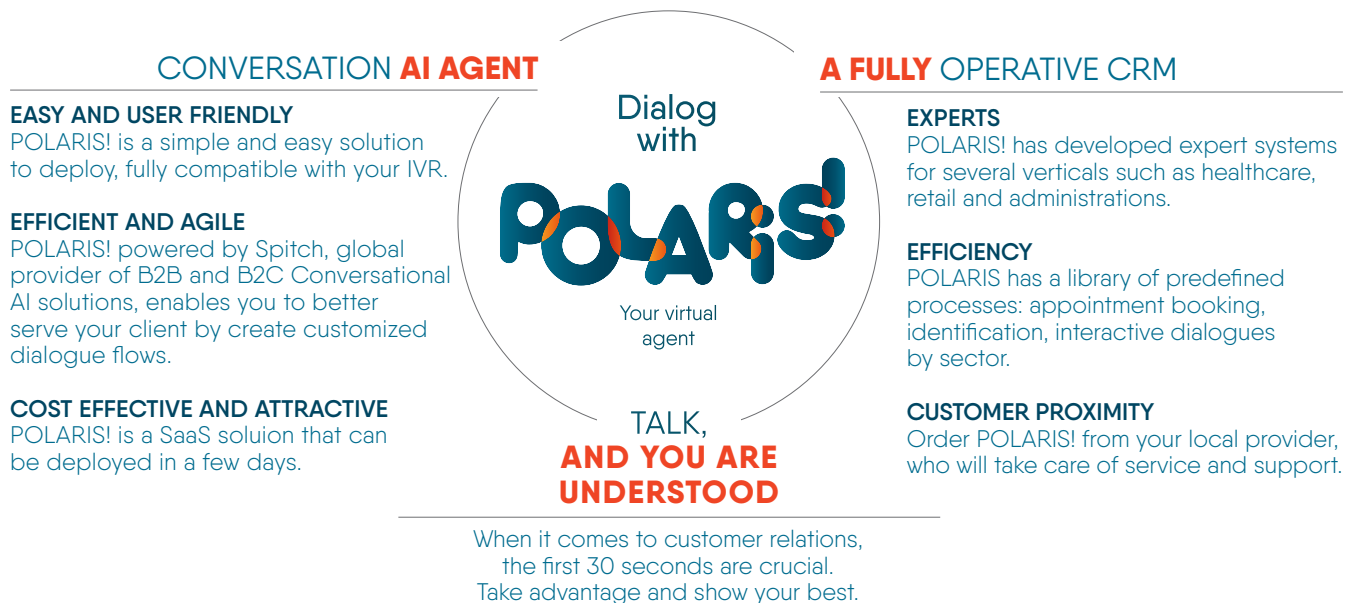 CONVERSATION AI AGENT
EASY AND USER FRIENDLY
POLARIS! is a simple and easy solution
to deploy, fully compatible with your IVR.
EFFICIENT AND AGILE
POLARIS! powered by Spitch, global
provider of B2B and B2C Conversational
AI solutions, enables you to better
serve your client by create customized
dialogue flows.
COST EFFECTIVE AND ATTRACTIVE
POLARIS! is a SaaS soluion that can
be deployed in a few days.
Dialog
with
POLARiS!
Your virtual
agent
TALK,
AND YOU ARE
UNDERSTOOD
When it comes to customer relations,
the first 30 seconds are crucial.
Take advantage and show your best.
A FULLY OPERATIVE CRM
EXPERTS
POLARIS! has developed expert systems
for several verticals such as healthcare,
retail and administrations.
EFFICIENCY
POLARIS has a library of predefined
processes: appointment booking,
identification, interactive dialogues
by sector.
CUSTOMER PROXIMITY
Order POLARIS! from your local provider,
who will take care of service and support.